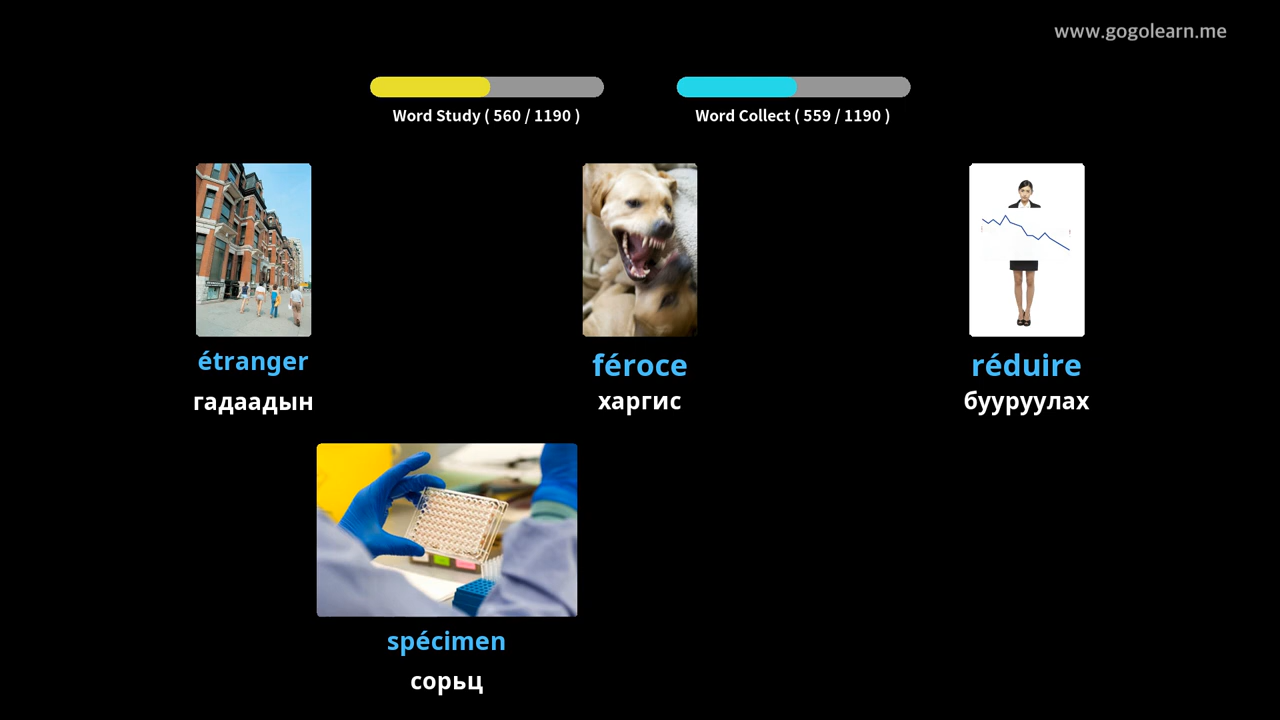 www.gogolearn.me
Word Study ( 560 / 1190 )
Word Collect ( 559 / 1190 )
étranger
гадаадын
féroce
харгис
réduire
бууруулах
spécimen
сорьц